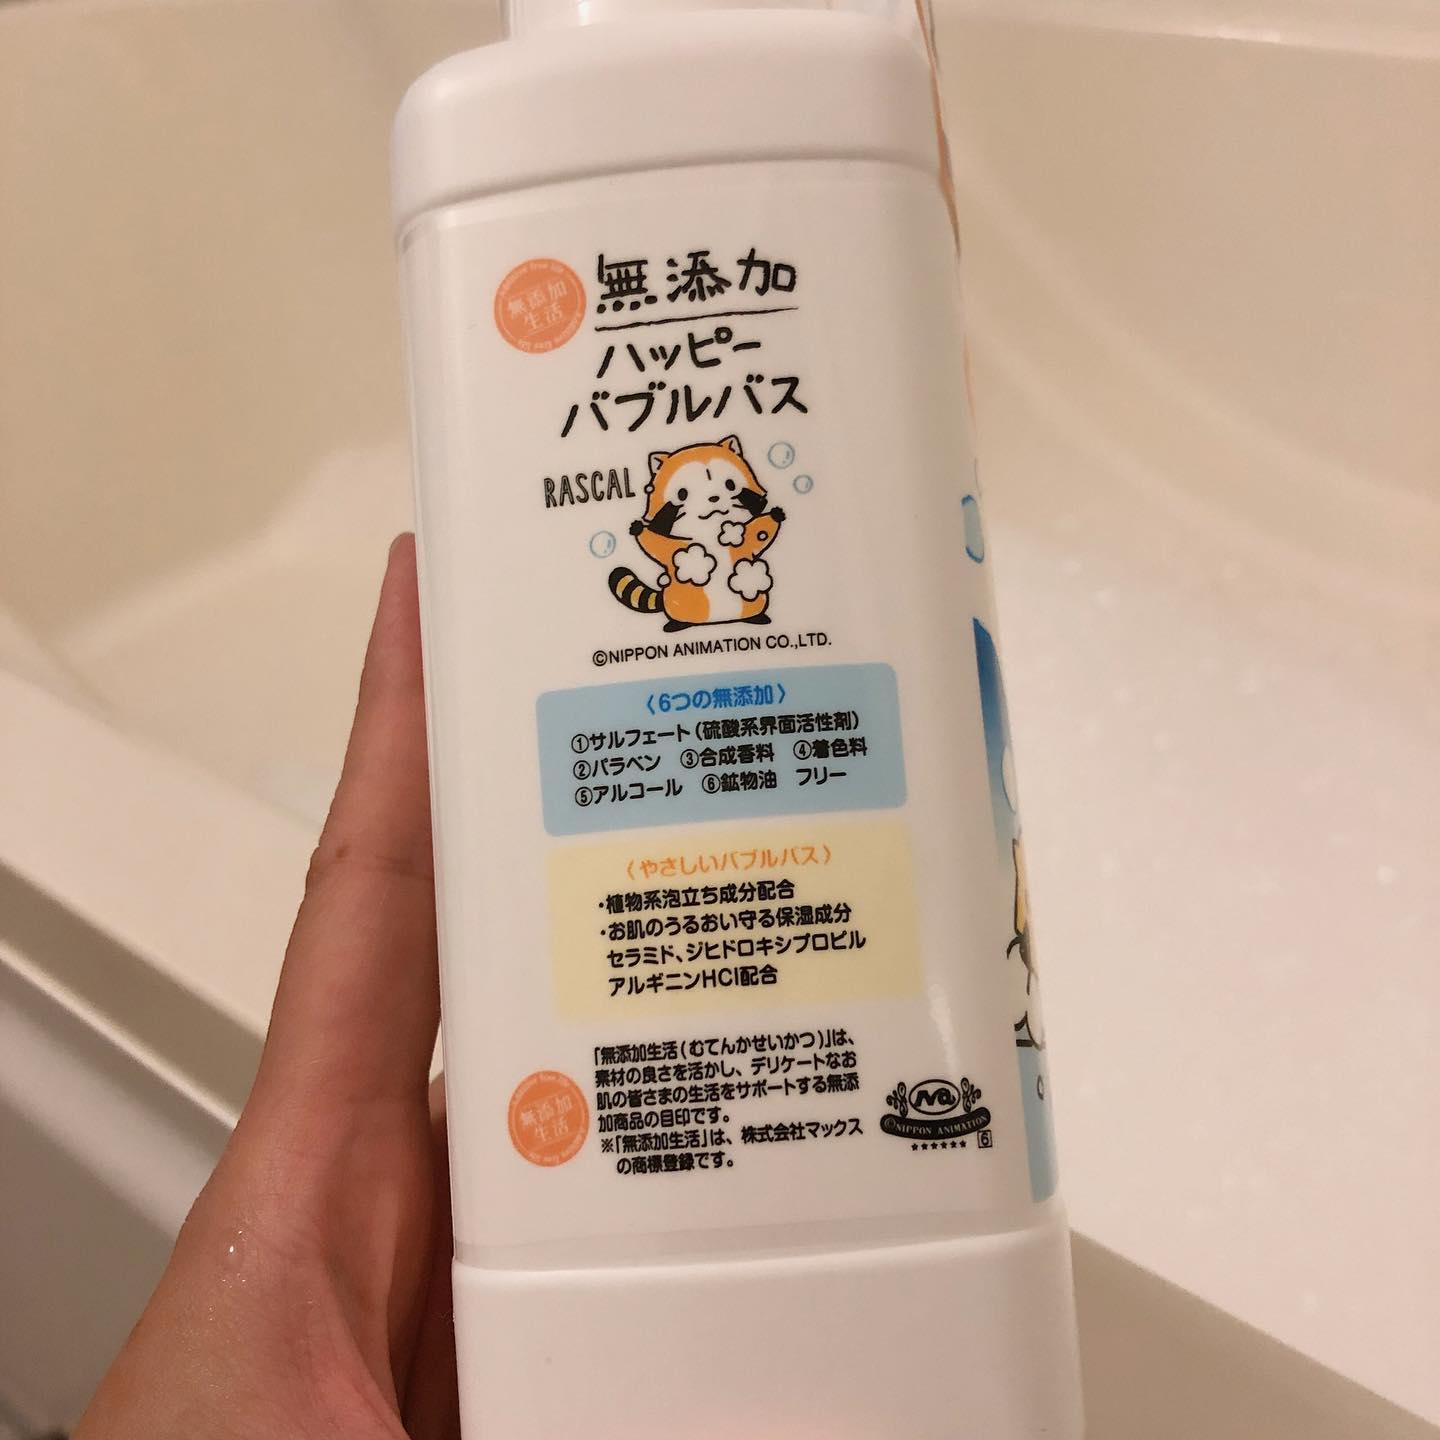 無添加
生活
無添加
ハッピー
バブルバス
RASCAL
©NIPPON ANIMATION CO.,LTD.
〈6つの無添加〉
①サルフェート(硫酸系界面活性剤)
②パラベン ③合成香料 ④着色料
⑤アルコール ⑥鉱物油 フリー
〈やさしいバブルバス〉
・植物系泡立ち成分配合
・お肌のうるおい守る保湿成分
セラミド、ジヒドロキシプロピル
アルギニンHCl配合
無添加
生活
「無添加生活(むてんかせいかつ)」は、
素材の良さを活かし、デリケートなお
肌の皆さまの生活をサポートする無添
加商品の目印です。
※「無添加生活」は、株式会社マックス
の商標登録です。
©NIPPON ANIMATION
6